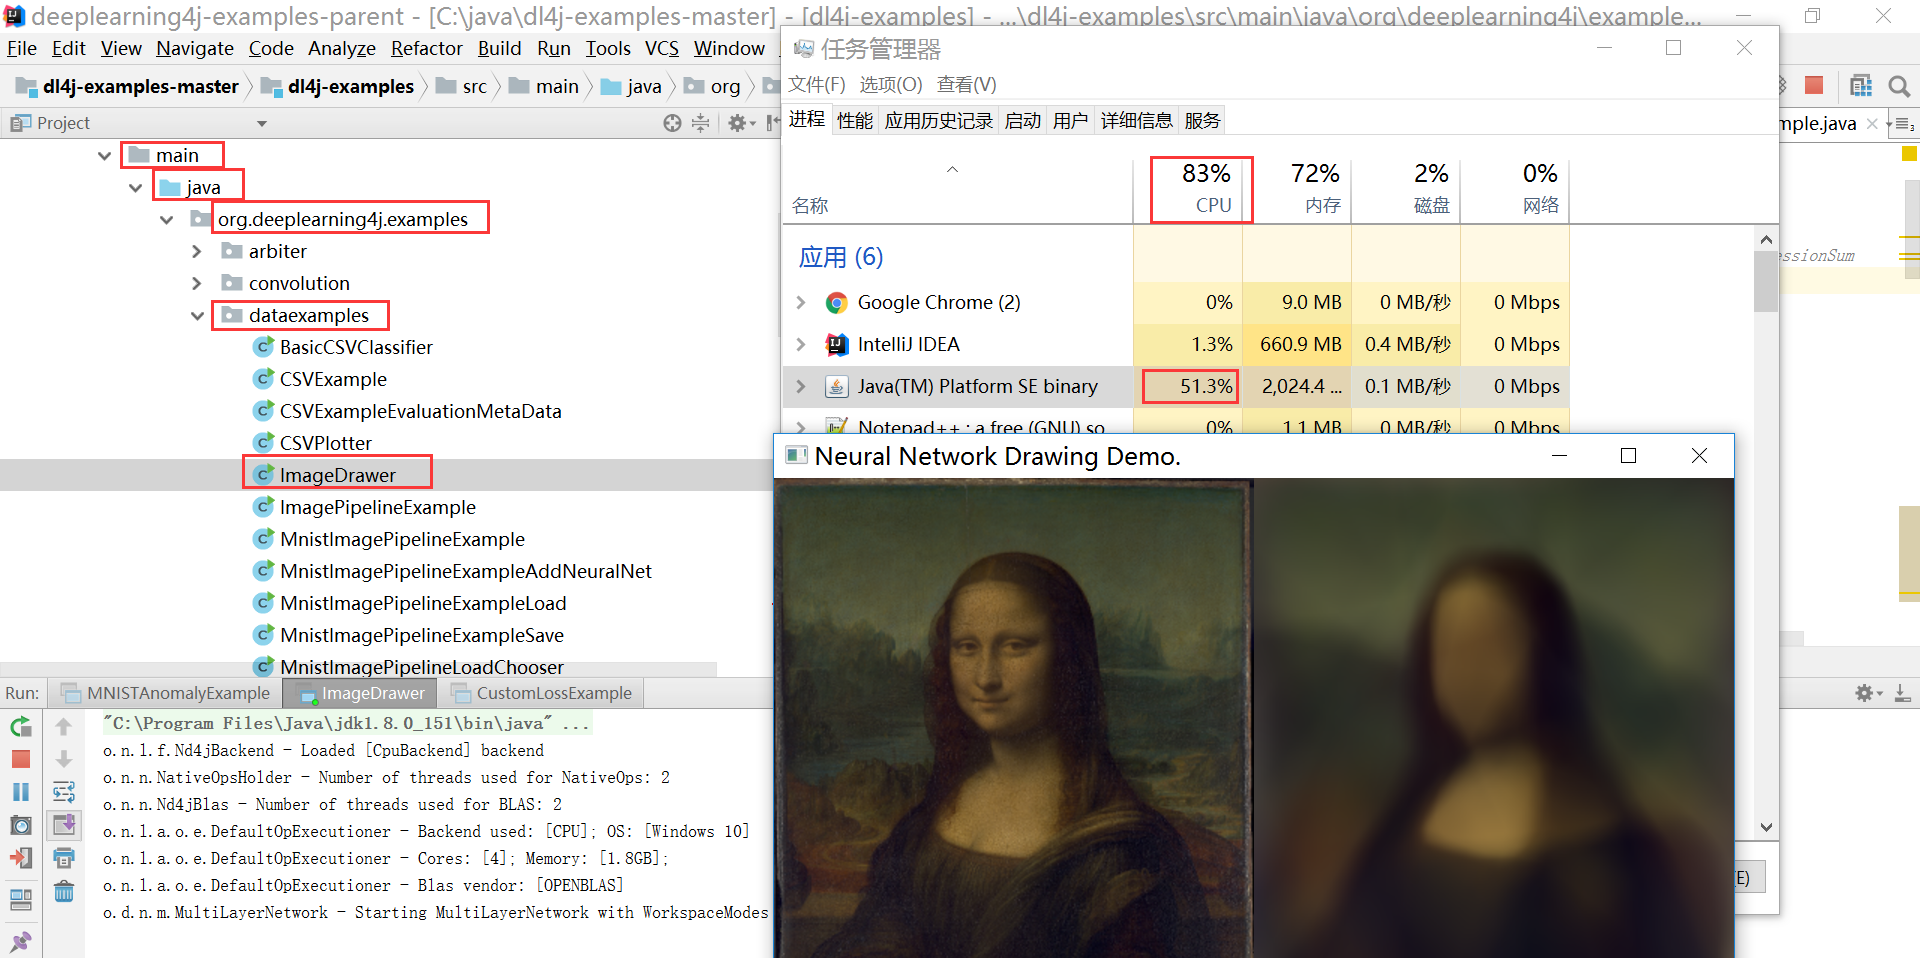 deeplearning4j-examples-parent - [C:\java\dl4j-examples-master] - [dl4j-examples] - ...\dl4j-examples\src\main\java\org\deeplearning4j\example...
File Edit View Navigate Code Analyze Refactor Build Run Tools VCS Window
dl4j-examples-master dl4j-examples src main java org
Project
main
java
org.deeplearning4j.examples
arbiter
convolution
dataexamples
BasicCSVClassifier
CSVExample
CSVExampleEvaluationMetaData
CSVPlotter
ImageDrawer
ImagePipelineExample
MnistImagePipelineExample
MnistImagePipelineExampleAddNeuralNet
MnistImagePipelineExampleLoad
MnistImagePipelineExampleSave
MnistImagePipelineLoadChooser
Run: MNISTAnomalyExample ImageDrawer CustomLossExample
"C:\Program Files\Java\jdk1.8.0_151\bin\java" ...
o.n.l.f.Nd4jBackend - Loaded [CpuBackend] backend
o.n.n.NativeOpsHolder - Number of threads used for NativeOps: 2
o.n.n.Nd4jBlas - Number of threads used for BLAS: 2
o.n.l.a.o.e.DefaultOpExecutioner - Backend used: [CPU]; OS: [Windows 10]
o.n.l.a.o.e.DefaultOpExecutioner - Cores: [4]; Memory: [1.8GB];
o.n.l.a.o.e.DefaultOpExecutioner - Blas vendor: [OPENBLAS]
o.d.n.m.MultiLayerNetwork - Starting MultiLayerNetwork with WorkspaceModes
任务管理器
文件(F) 选项(O) 查看(V)
进程 性能 应用历史记录 启动 用户 详细信息 服务
83% 72% 2% 0%
名称 CPU 内存 磁盘 网络
应用 (6)
Google Chrome (2) 0% 9.0 MB 0 MB/秒 0 Mbps
IntelliJ IDEA 1.3% 660.9 MB 0.4 MB/秒 0 Mbps
Java(TM) Platform SE binary 51.3% 2,024.4 ... 0.1 MB/秒 0 Mbps
Notepad++ : a free (GNU) so 0% 1.1 MB 0 MB/秒 0 Mbps
Neural Network Drawing Demo.
mple.java
essionSum
(E)